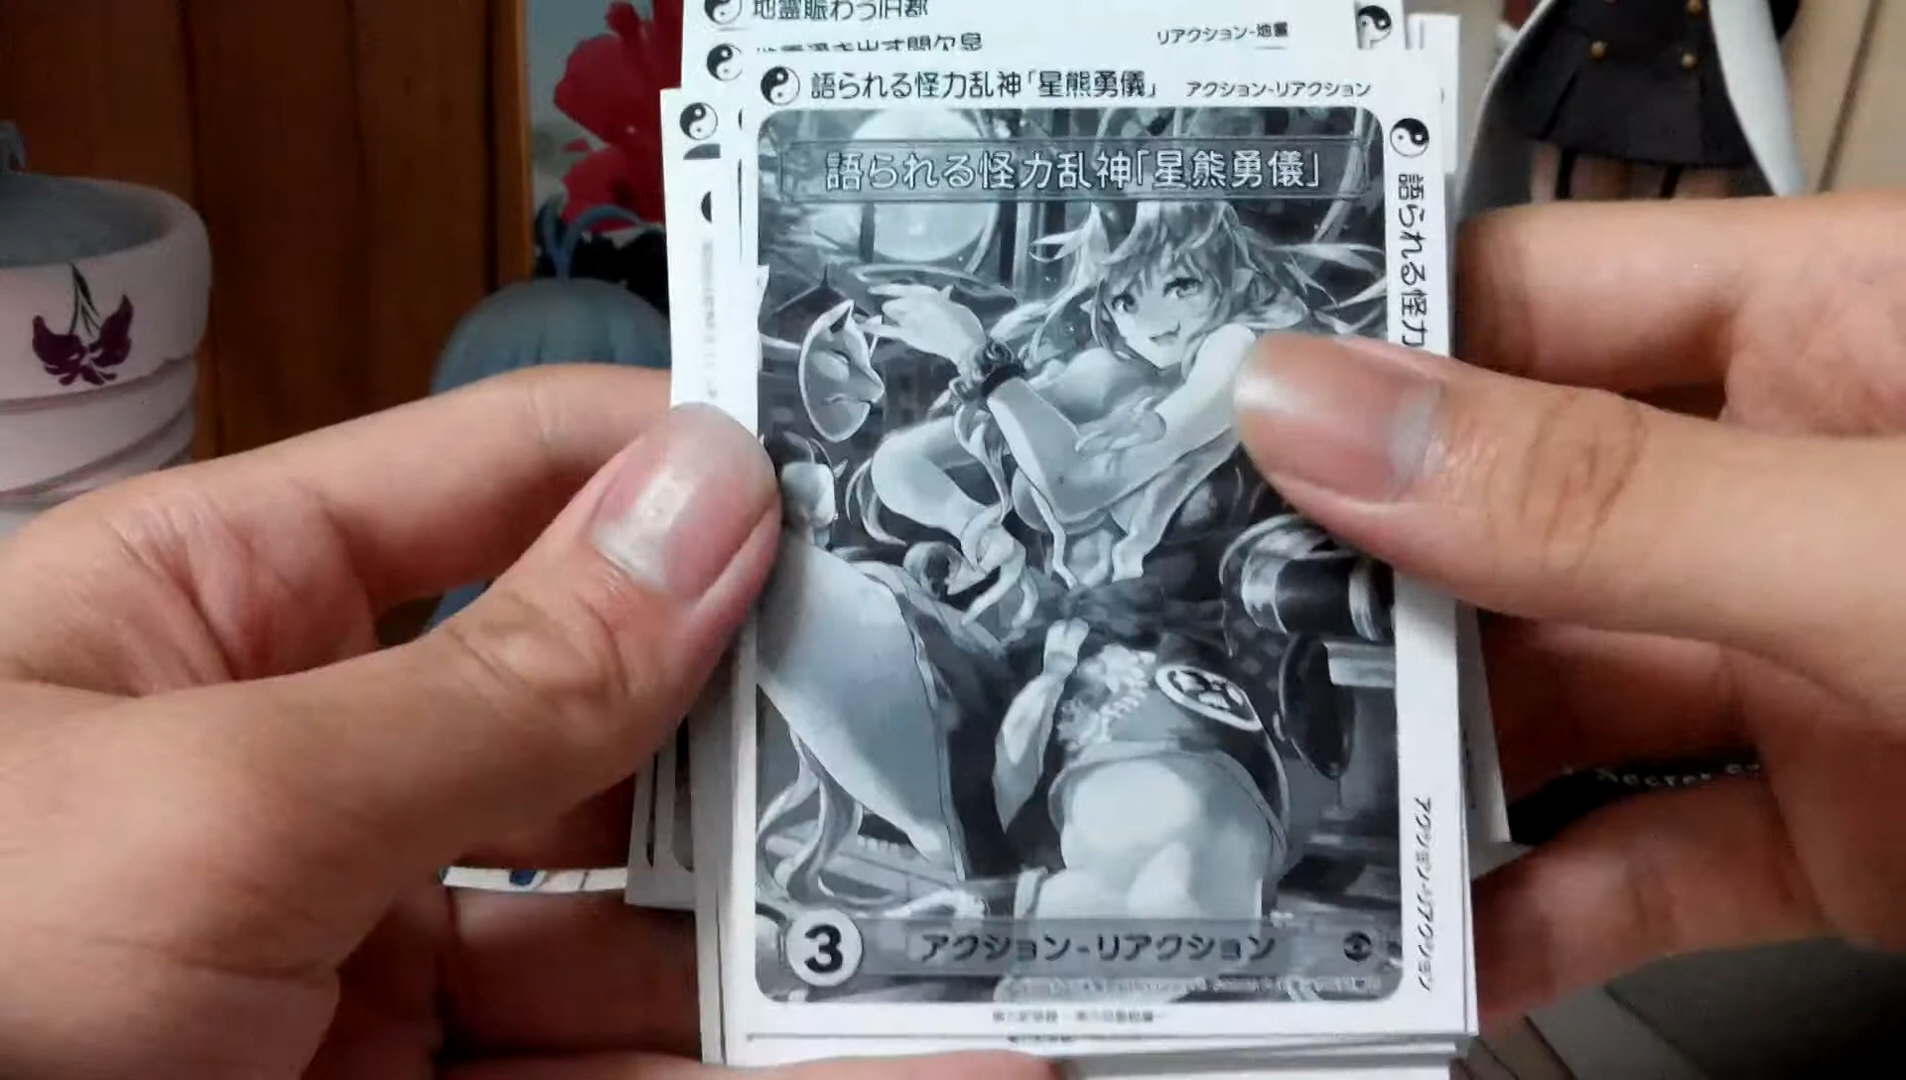 地霊賑わう旧都
リアクション-地霊
語られる怪力乱神「星熊勇儀」
アクション-リアクション
語られる怪力乱神「星熊勇儀」
語られる怪力
アクション-リアクション
3
アクション-リアクション